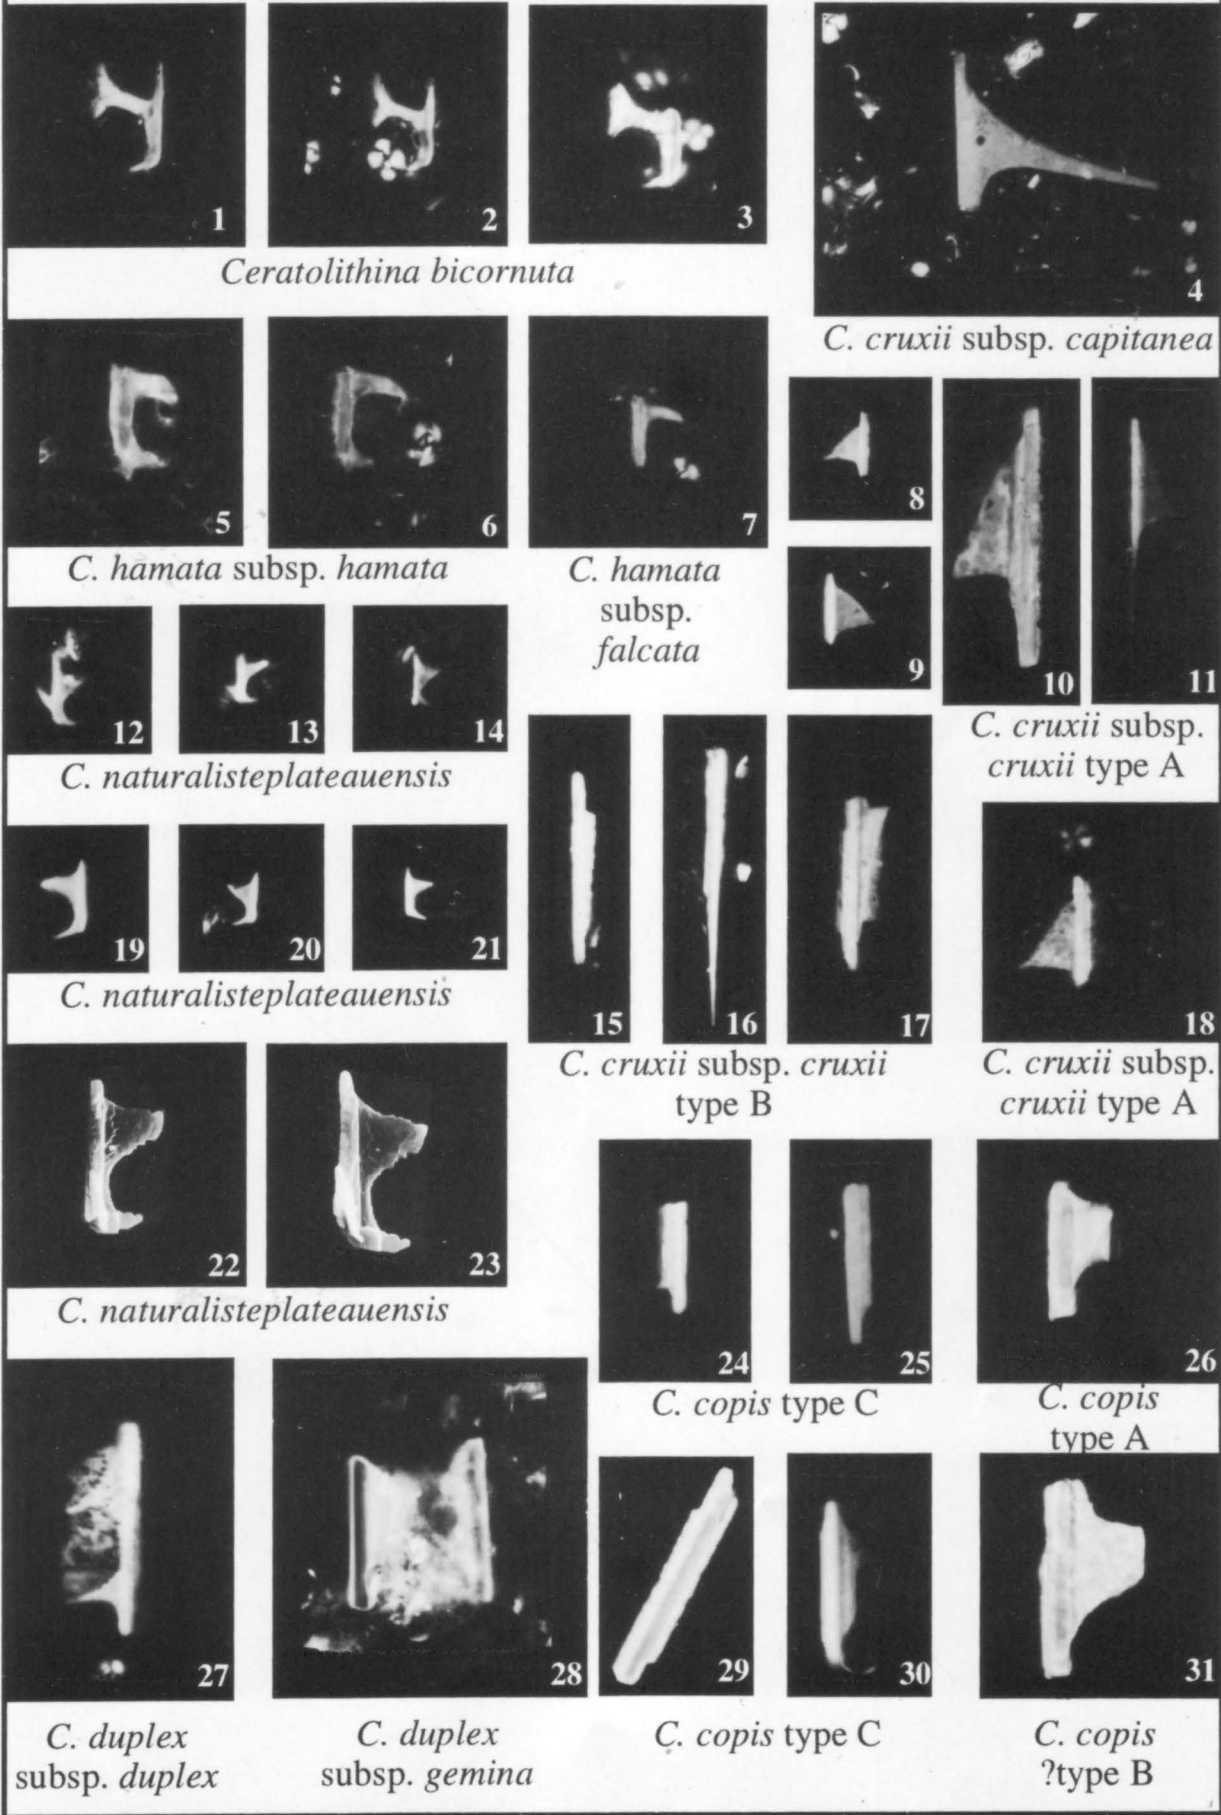 1
2
3
4
Ceratolithina bicornuta
C. cruxii subsp. capitanea
5
6
7
8
9
10
11
C. hamata subsp. hamata
C. hamata
subsp.
falcata
C. cruxii subsp.
cruxii type A
12
13
14
C. naturalisteplateauensis
15
16
17
18
19
20
21
C. naturalisteplateauensis
C. cruxii subsp. cruxii
type B
C. cruxii subsp.
cruxii type A
22
23
C. naturalisteplateauensis
24
25
26
C. copis type C
C. copis
type A
27
28
29
30
31
C. duplex
subsp. duplex
C. duplex
subsp. gemina
C. copis type C
C. copis
?type B